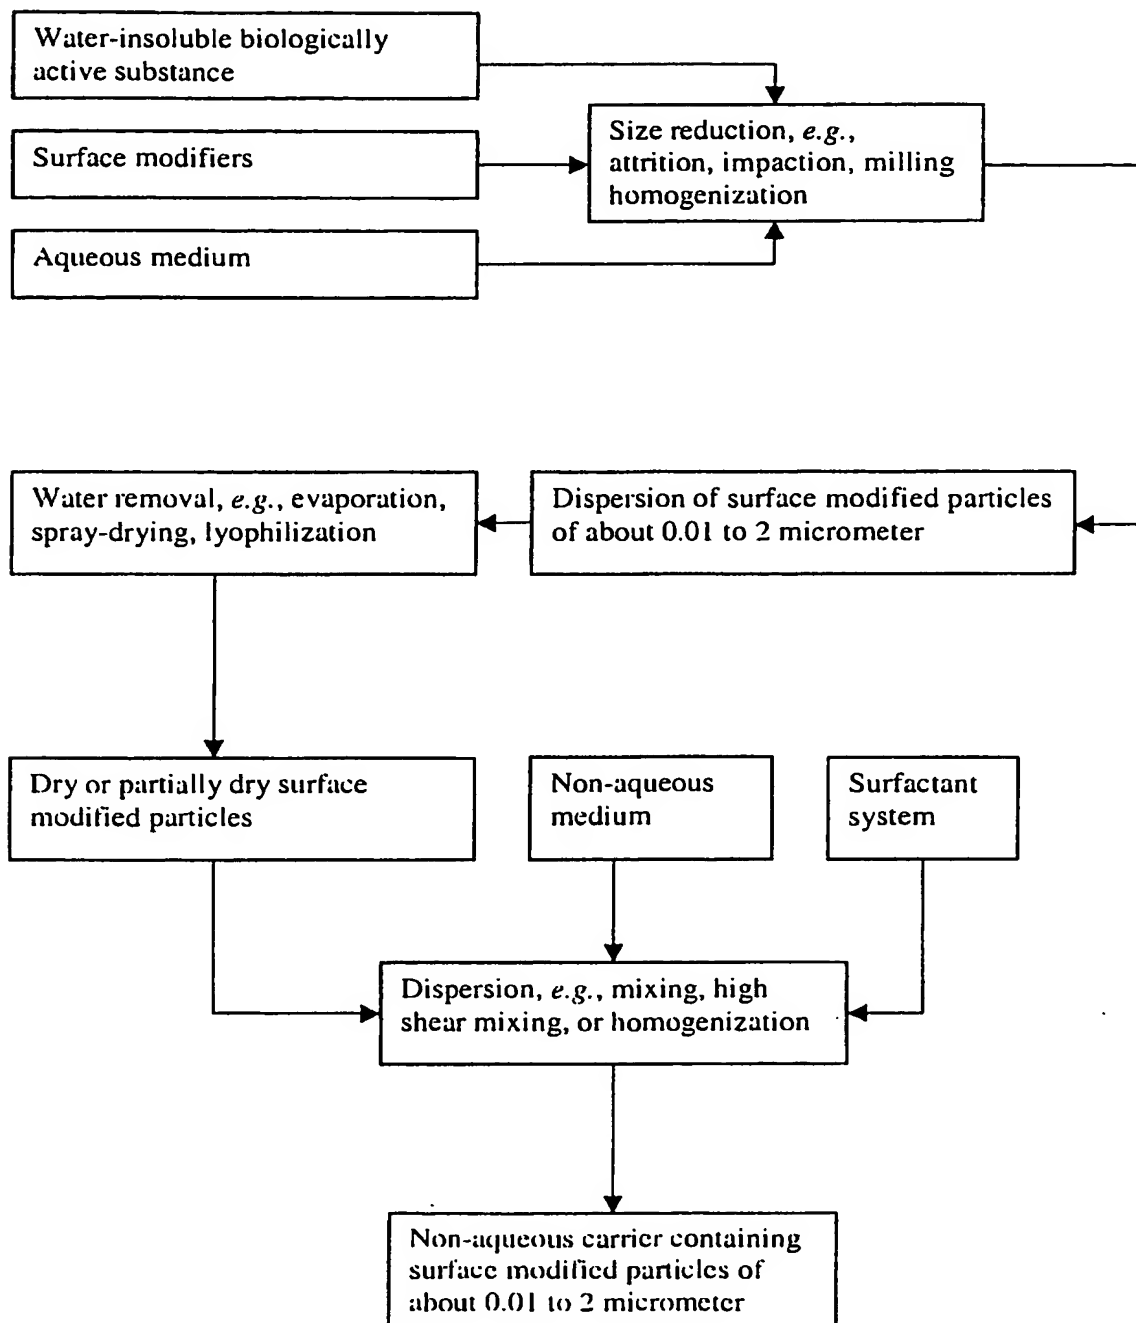 Water-insoluble biologically
active substance
Surface modifiers
Aqueous medium
Size reduction, e.g.,
attrition, impaction, milling
homogenization
Water removal, e.g., evaporation,
spray-drying, lyophilization
Dispersion of surface modified particles
of about 0.01 to 2 micrometer
Dry or partially dry surface
modified particles
Non-aqueous
medium
Surfactant
system
Dispersion, e.g., mixing, high
shear mixing, or homogenization
Non-aqueous carrier containing
surface modified particles of
about 0.01 to 2 micrometer